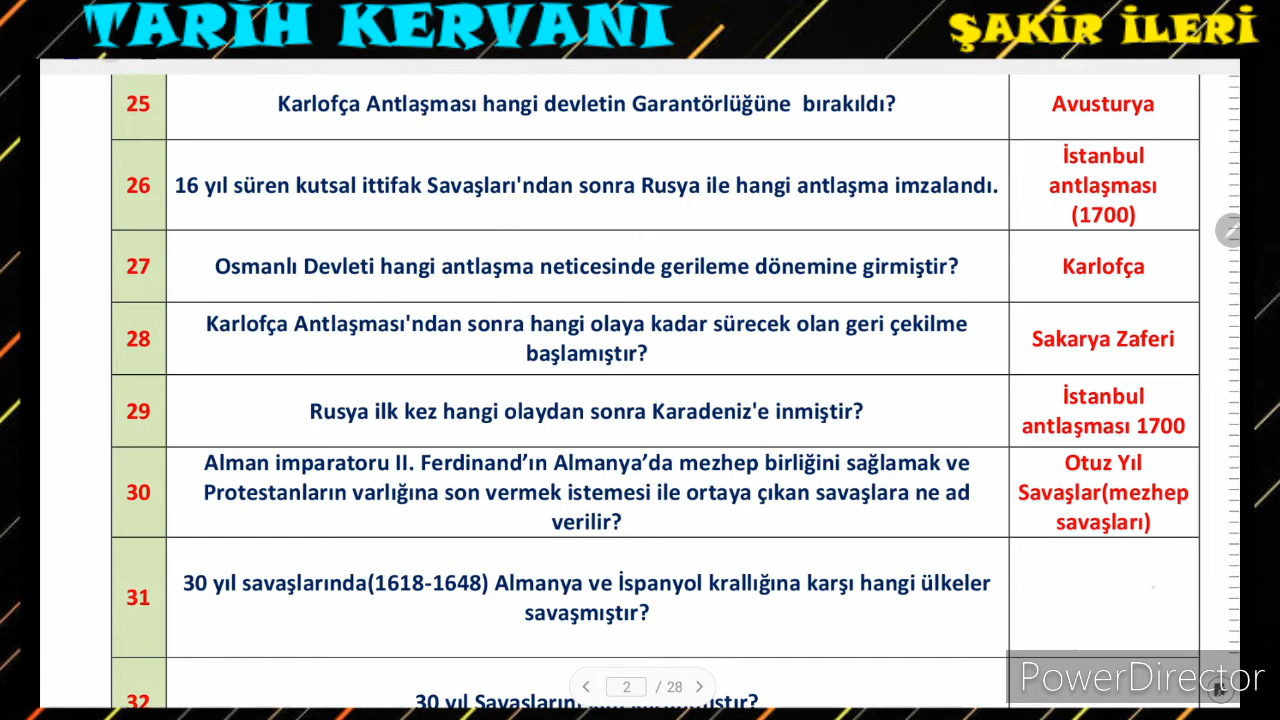 TARİH KERVANI
ŞAKİR İLERİ
25
Karlofça Antlaşması hangi devletin Garantörlüğüne bırakıldı?
Avusturya
26
16 yıl süren kutsal ittifak Savaşları'ndan sonra Rusya ile hangi antlaşma imzalandı.
İstanbul
antlaşması
(1700)
27
Osmanlı Devleti hangi antlaşma neticesinde gerileme dönemine girmiştir?
Karlofça
28
Karlofça Antlaşması'ndan sonra hangi olaya kadar sürecek olan geri çekilme
başlamıştır?
Sakarya Zaferi
29
Rusya ilk kez hangi olaydan sonra Karadeniz'e inmiştir?
İstanbul
antlaşması 1700
30
Alman imparatoru II. Ferdinand’ın Almanya’da mezhep birliğini sağlamak ve
Protestanların varlığına son vermek istemesi ile ortaya çıkan savaşlara ne ad
verilir?
Otuz Yıl
Savaşlar(mezhep
savaşları)
31
30 yıl savaşlarında(1618-1648) Almanya ve İspanyol krallığına karşı hangi ülkeler
savaşmıştır?
32
30 yıl
2 / 28
PowerDirector